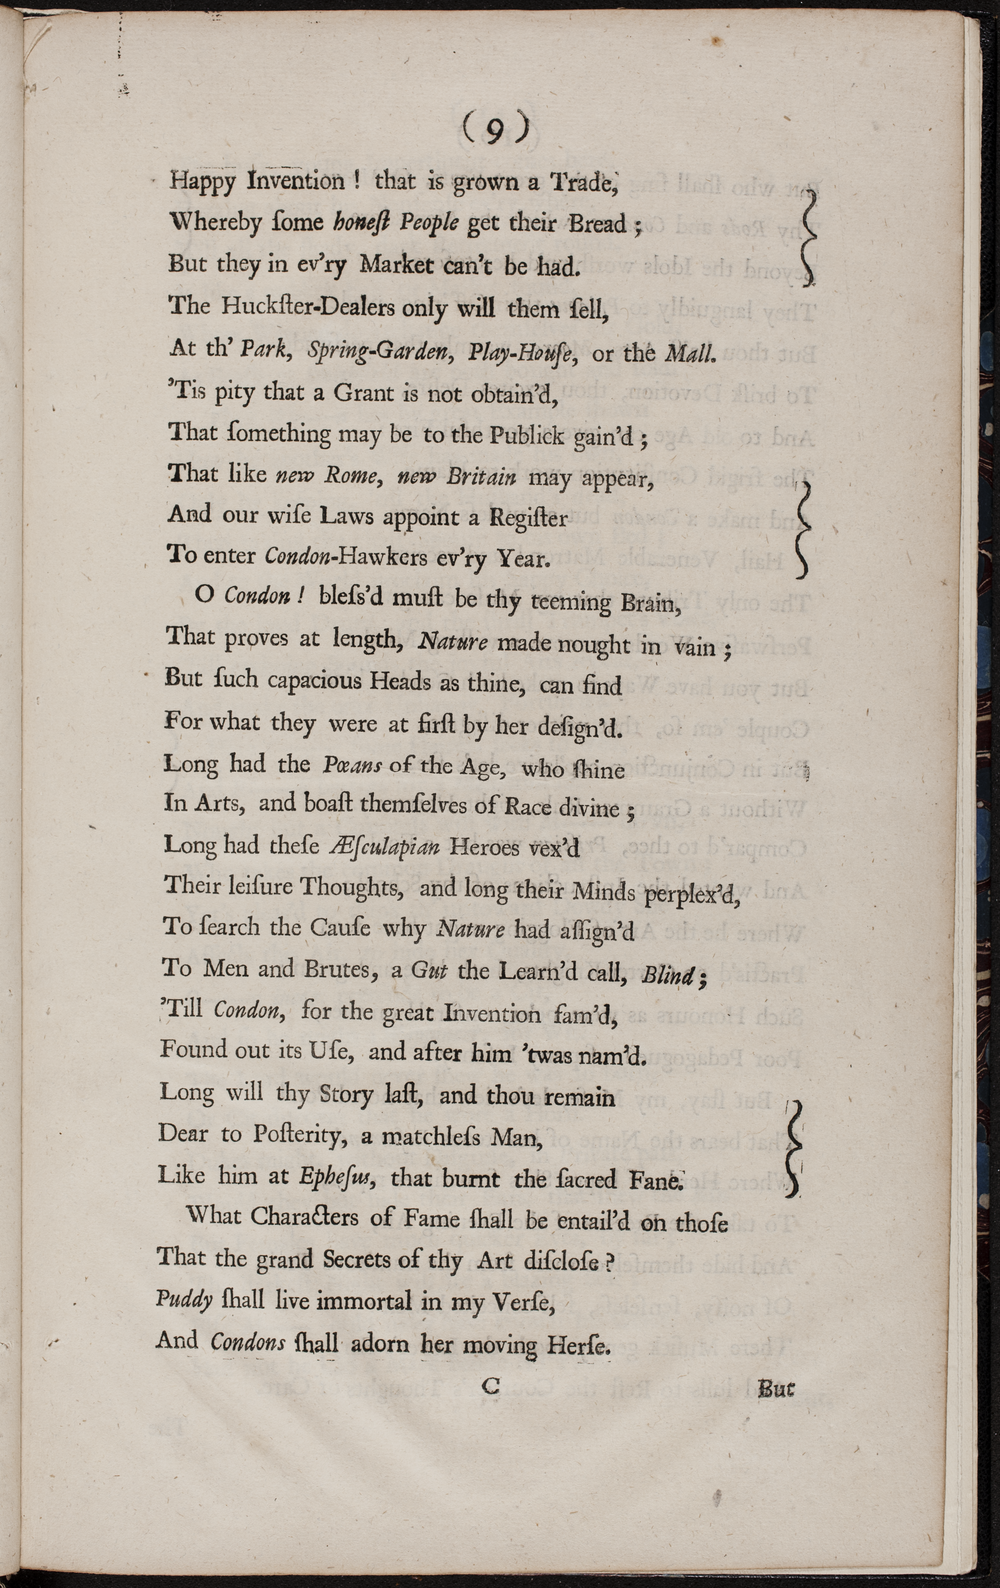 (9)
Happy Invention ! that is grown a Trade,
Whereby ſome honeſt People get their Bread ;
But they in ev'ry Market can't be had.
The Huckſter-Dealers only will them ſell,
At th' Park, Spring-Garden, Play-Houſe, or the Mall.
'Tis pity that a Grant is not obtain'd,
That ſomething may be to the Publick gain'd ;
That like new Rome, new Britain may appear,
And our wiſe Laws appoint a Regiſter
To enter Condon-Hawkers ev'ry Year.
O Condon ! bleſs'd muſt be thy teeming Brain,
That proves at length, Nature made nought in vain ;
But ſuch capacious Heads as thine, can find
For what they were at firſt by her deſign'd.
Long had the Pœans of the Age, who ſhine
In Arts, and boaſt themſelves of Race divine ;
Long had theſe Æſculapian Heroes vex'd
Their leiſure Thoughts, and long their Minds perplex'd,
To ſearch the Cauſe why Nature had aſſign'd
To Men and Brutes, a Gut the Learn'd call, Blind ;
'Till Condon, for the great Invention fam'd,
Found out its Uſe, and after him 'twas nam'd.
Long will thy Story laſt, and thou remain
Dear to Poſterity, a matchleſs Man,
Like him at Epheſus, that burnt the ſacred Fane.
What Characters of Fame ſhall be entail'd on thoſe
That the grand Secrets of thy Art diſcloſe ?
Puddy ſhall live immortal in my Verſe,
And Condons ſhall adorn her moving Herſe.
C But